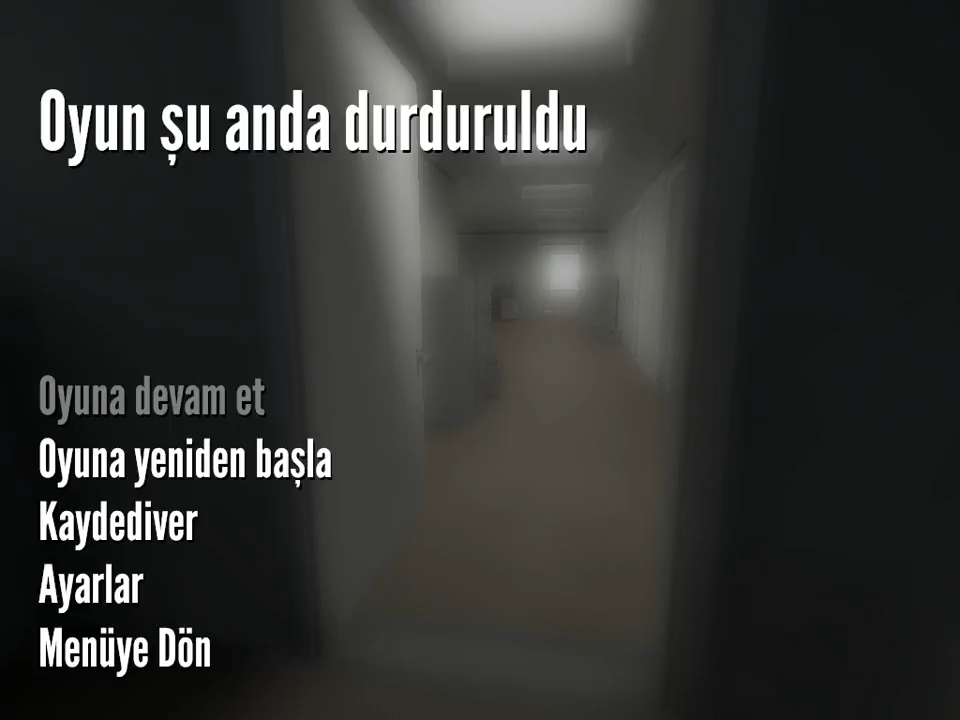 Oyun şu anda durduruldu
Oyuna devam et
Oyuna yeniden başla
Kaydediver
Ayarlar
Menüye Dön